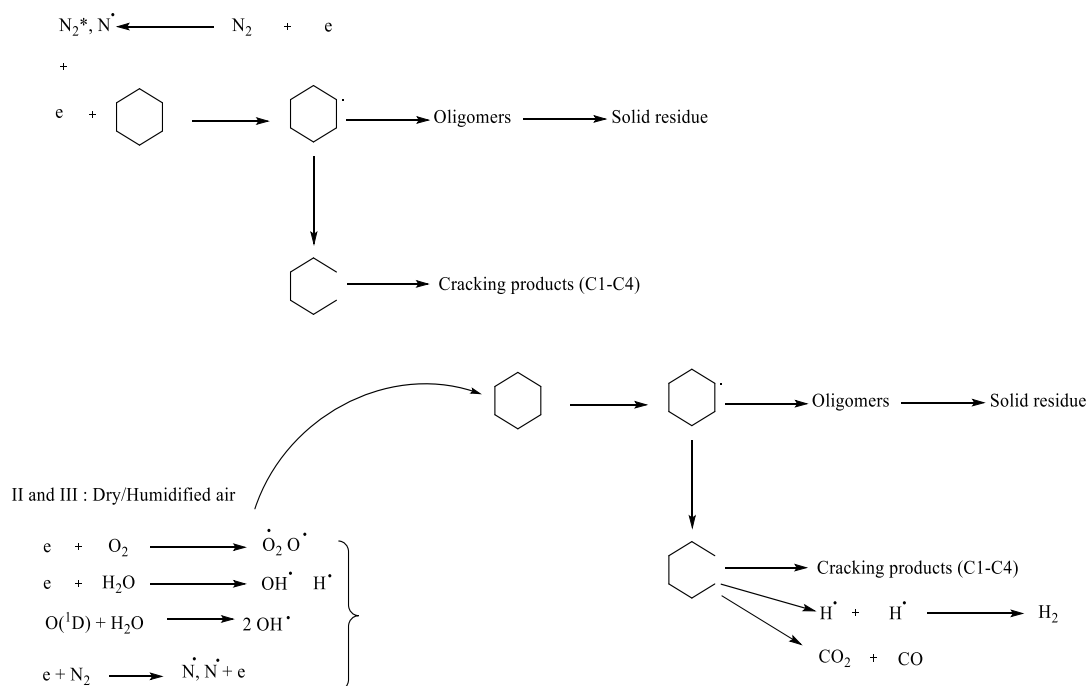 N₂*, N• ← N₂ + e
+
e +
Oligomers Solid residue
Cracking products (C1-C4)
Oligomers Solid residue
II and III : Dry/Humidified air
e + O₂ → O₂• O•
e + H₂O → OH• H•
O(¹D) + H₂O → 2 OH•
e + N₂ → N•, N• + e
Cracking products (C1-C4)
H• + H• → H₂
CO₂ + CO